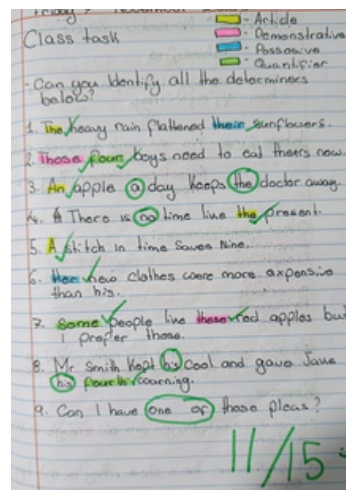 Friday 7 November
Class task
- Article
- Demonstrative
- Possosive
- Quantifier
- Can you identify all the determiners
below?
1. The heavy rain flattened their sunflowers.
2. Those four boys need to eat theirs now.
3. An apple a day keeps the doctor away.
4. There is no time like the present.
5. A stitch in time saves Nine.
6. Her new clothes were more expensive
than his.
7. Some people like these red apples but
I prefer those.
8. Mr Smith kept his cool and gave Jane
his fourth warning.
9. Can I have one of those pleas?
11/15